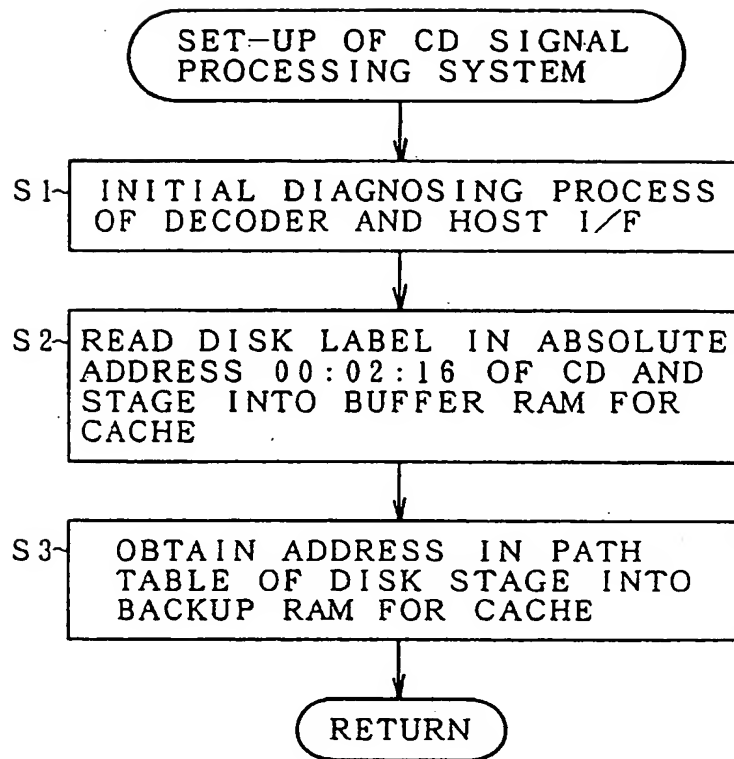 SET-UP OF CD SIGNAL
PROCESSING SYSTEM
S1
INITIAL DIAGNOSING PROCESS
OF DECODER AND HOST I/F
S2
READ DISK LABEL IN ABSOLUTE
ADDRESS 00:02:16 OF CD AND
STAGE INTO BUFFER RAM FOR
CACHE
S3
OBTAIN ADDRESS IN PATH
TABLE OF DISK STAGE INTO
BACKUP RAM FOR CACHE
RETURN